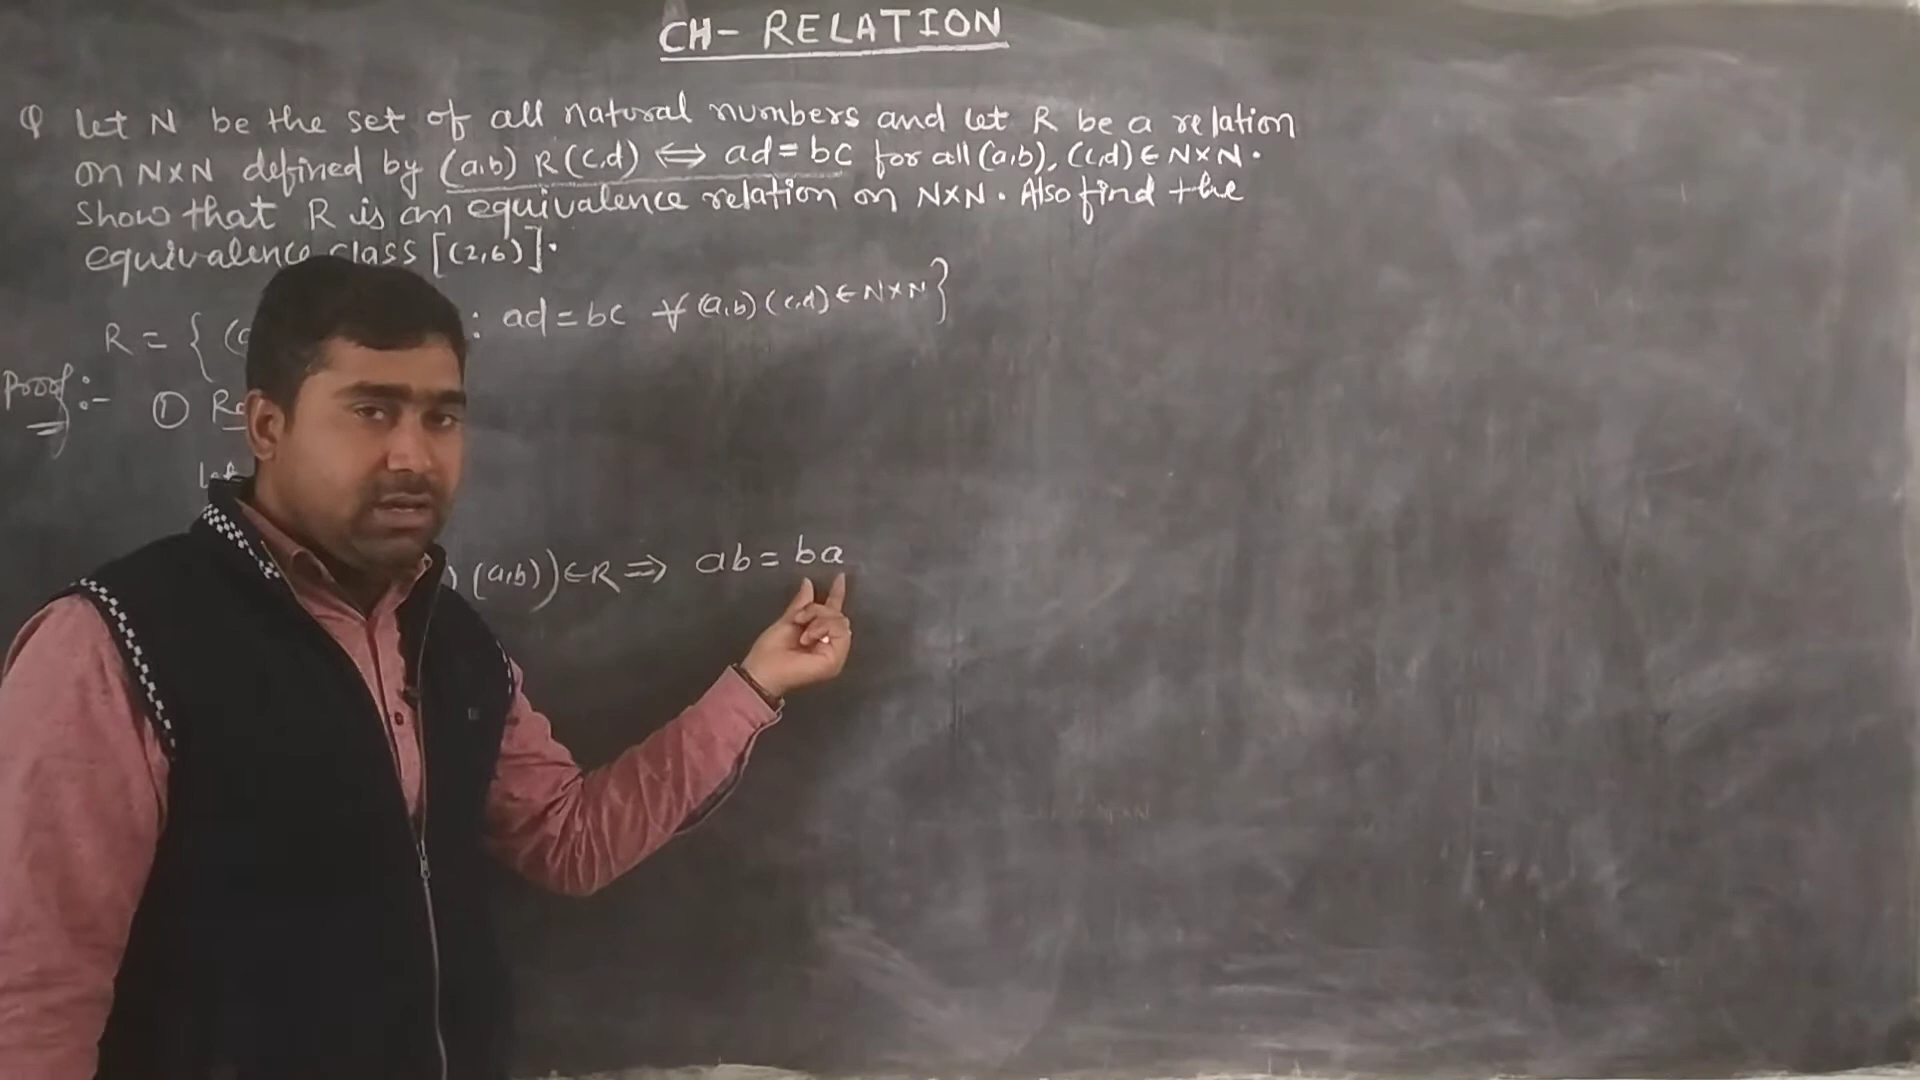 CH- RELATION
Q let N be the set of all natural numbers and let R be a relation
on N×N defined by (a,b) R (c,d) ⟺ ad = bc for all (a,b), (c,d) ∈ N×N.
Show that R is an equivalence relation on N×N. Also find the
equivalence class [(2,6)].
R = { (a : ad = bc ∀ (a,b) (c,d) ∈ N×N }
Proof :- ①
let
(a,b)) ∈ R ⇒ ab = ba